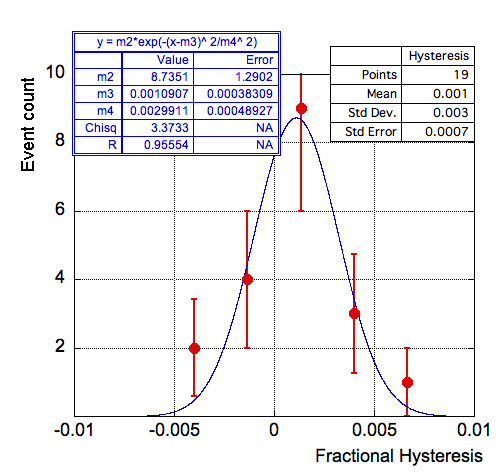 y = m2*exp(-(x-m3)^ 2/m4^ 2)
Value Error
m2 8.7351 1.2902
m3 0.0010907 0.00038309
m4 0.0029911 0.00048927
Chisq 3.3733 NA
R 0.95554 NA
Hysteresis
Points 19
Mean 0.001
Std Dev. 0.003
Std Error 0.0007
Event count
10
8
6
4
2
-0.01 -0.005 0 0.005 0.01
Fractional Hysteresis